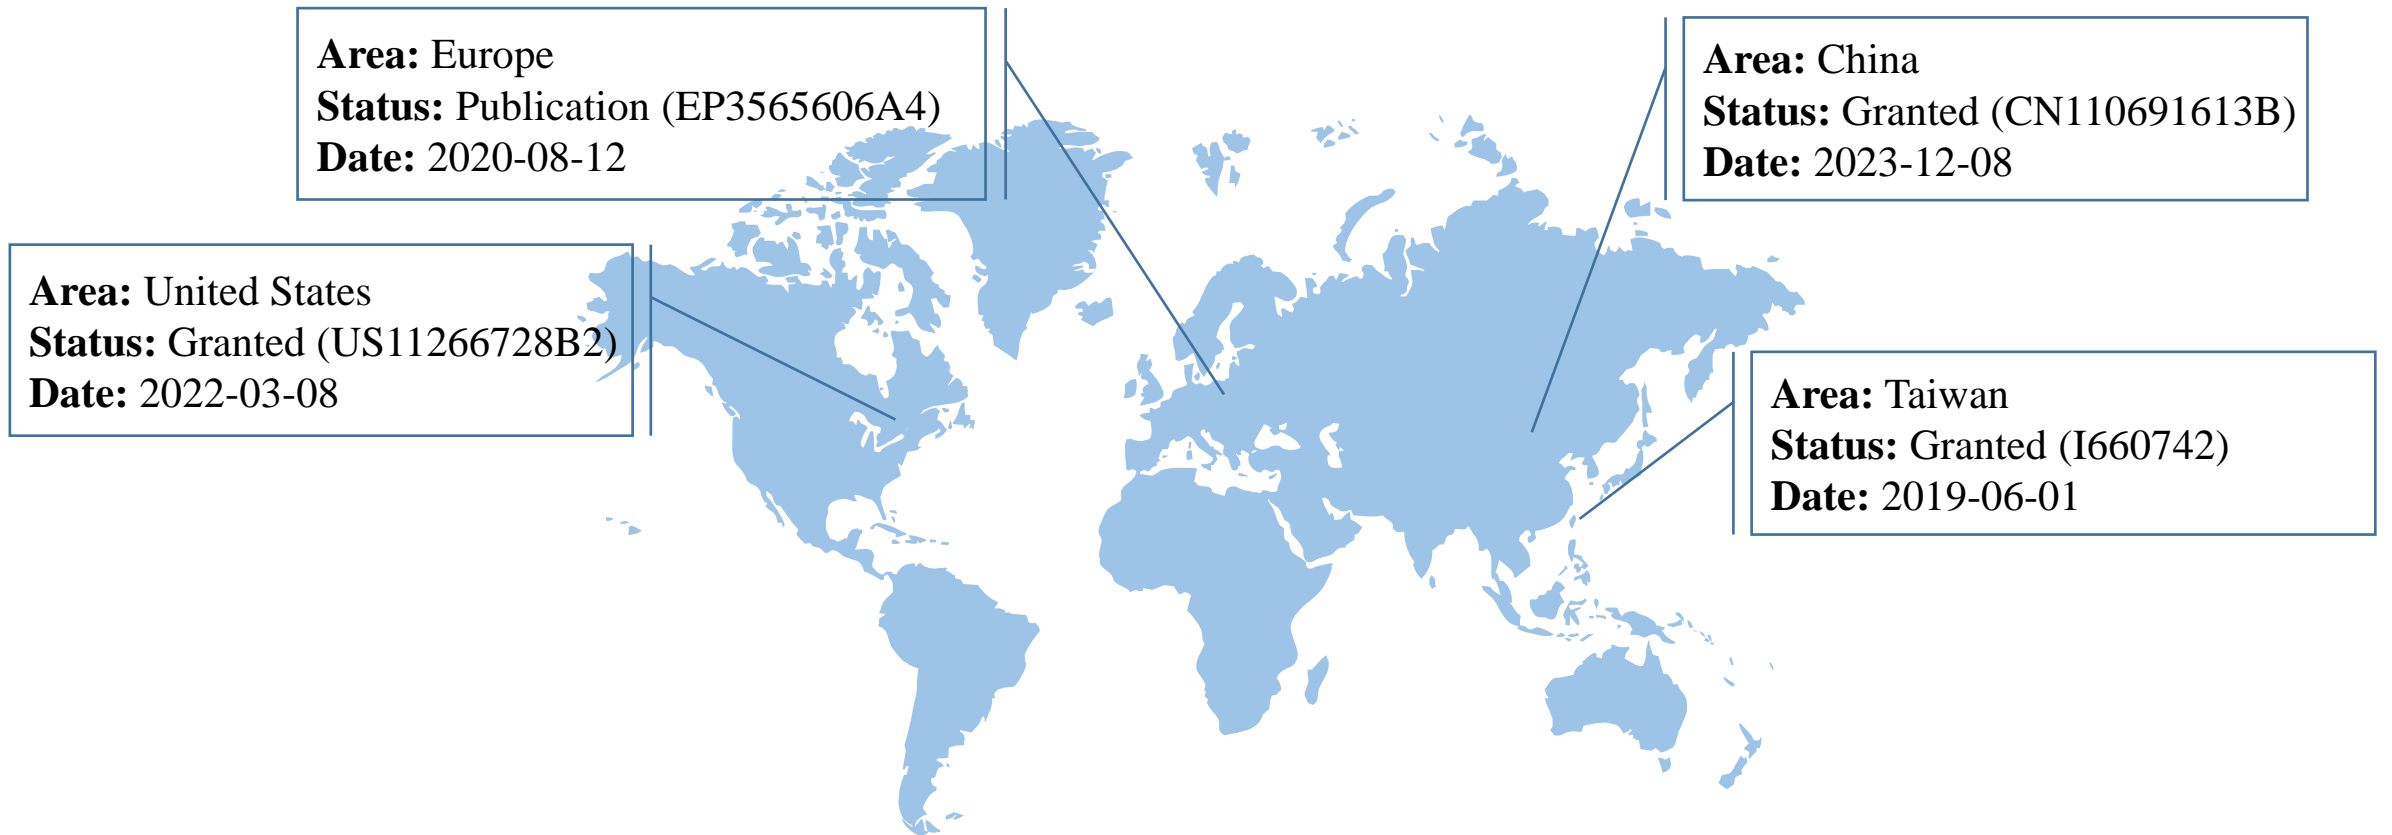 Area: Europe
Status: Publication (EP3565606A4)
Date: 2020-08-12
Area: China
Status: Granted (CN110691613B)
Date: 2023-12-08
Area: United States
Status: Granted (US11266728B2)
Date: 2022-03-08
Area: Taiwan
Status: Granted (I660742)
Date: 2019-06-01